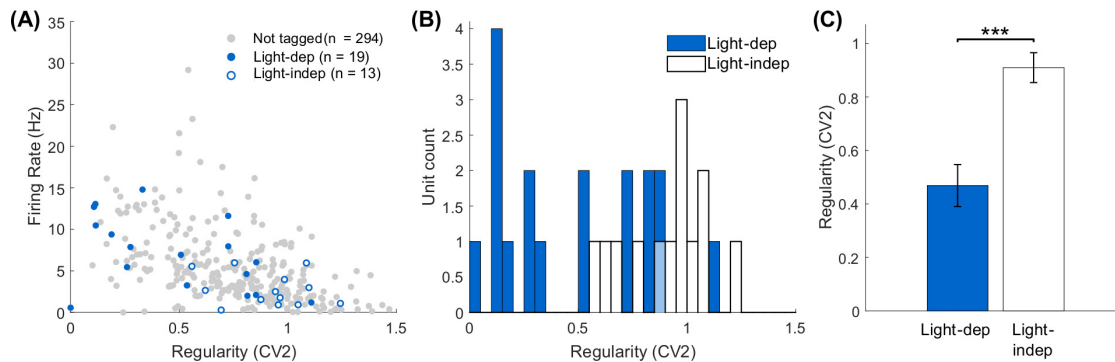 (A)
35
30
25
20
15
10
5
0
Firing Rate (Hz)
Not tagged (n = 294)
Light-dep (n = 19)
Light-indep (n = 13)
0
0.5
1
1.5
Regularity (CV2)
(B)
4
3.5
3
2.5
2
1.5
1
0.5
0
Unit count
Light-dep
Light-indep
0
0.5
1
1.5
Regularity (CV2)
(C)
***
1
0.8
0.6
0.4
0.2
0
Regularity (CV2)
Light-dep
Light-
indep